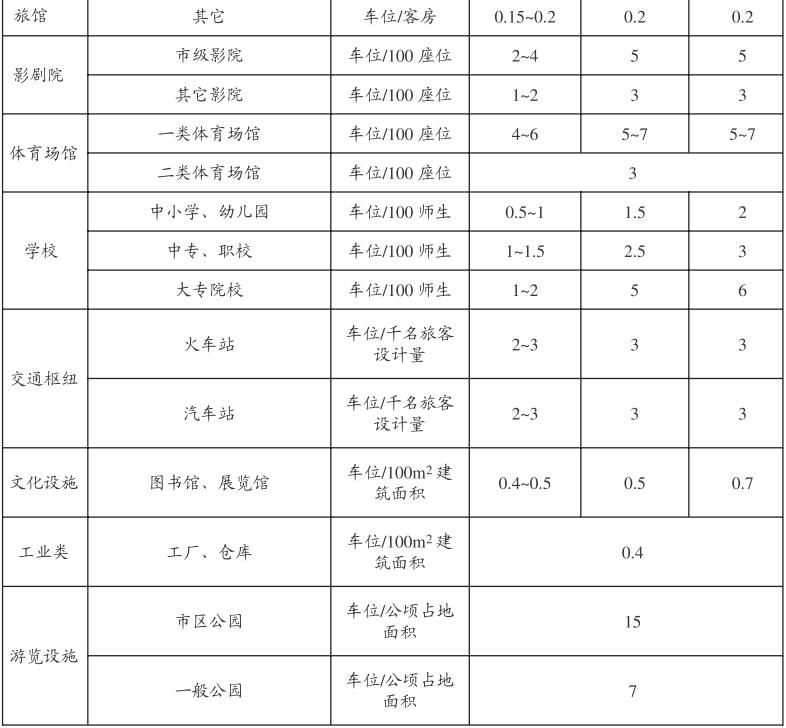 旅馆 其它 车位/客房 0.15~0.2 0.2 0.2
影剧院 市级影院 车位/100 座位 2~4 5 5
其它影院 车位/100 座位 1~2 3 3
体育场馆 一类体育场馆 车位/100 座位 4~6 5~7 5~7
二类体育场馆 车位/100 座位 3
学校 中小学、幼儿园 车位/100 师生 0.5~1 1.5 2
中专、职校 车位/100 师生 1~1.5 2.5 3
大专院校 车位/100 师生 1~2 5 6
交通枢纽 火车站 车位/千名旅客
设计量 2~3 3 3
汽车站 车位/千名旅客
设计量 2~3 3 3
文化设施 图书馆、展览馆 车位/100m² 建
筑面积 0.4~0.5 0.5 0.7
工业类 工厂、仓库 车位/100m² 建
筑面积 0.4
游览设施 市区公园 车位/公顷占地
面积 15
一般公园 车位/公顷占地
面积 7